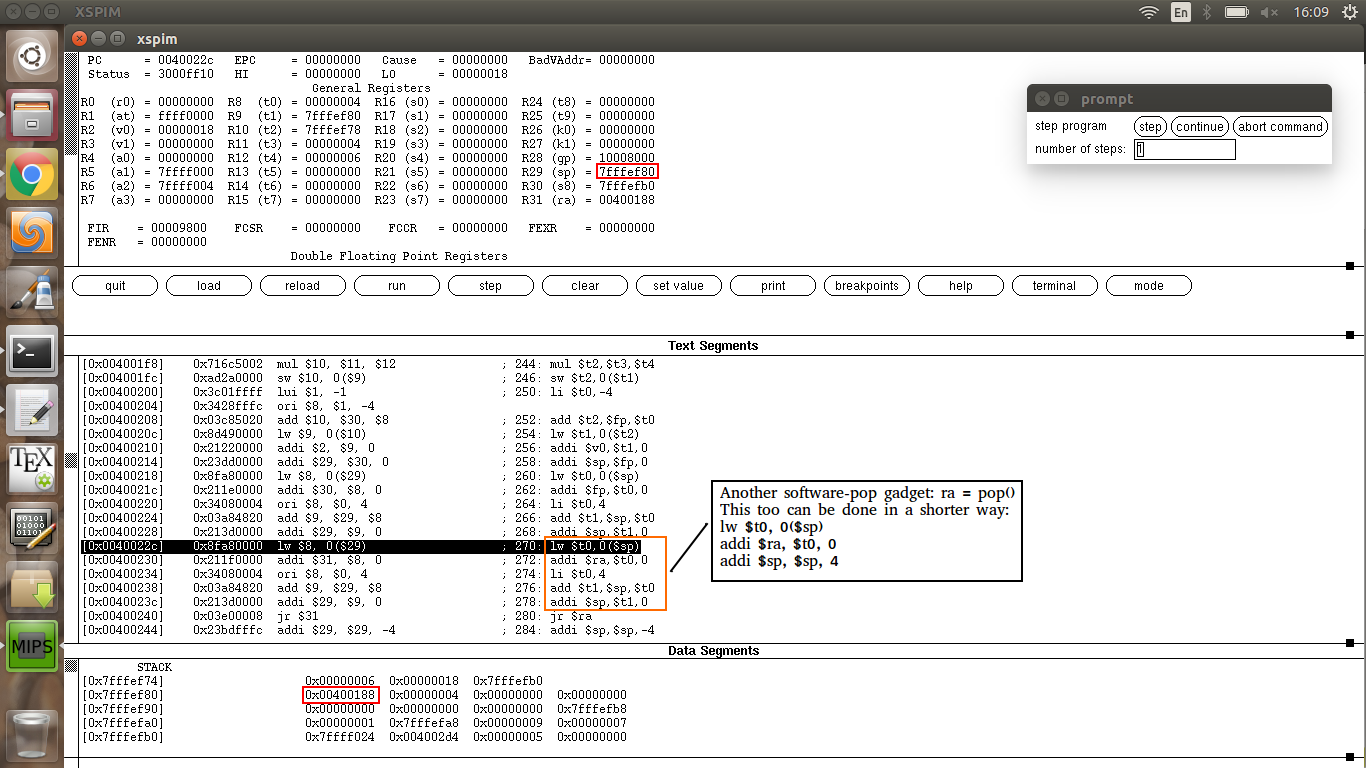 XSPIM
En
16:09
xspim
PC = 0040022c EPC = 00000000 Cause = 00000000 BadVAddr= 00000000
Status = 3000ff10 HI = 00000000 LO = 00000018
General Registers
R0 (r0) = 00000000 R8 (t0) = 00000004 R16 (s0) = 00000000 R24 (t8) = 00000000
R1 (at) = ffff0000 R9 (t1) = 7fffef80 R17 (s1) = 00000000 R25 (t9) = 00000000
R2 (v0) = 00000018 R10 (t2) = 7fffef78 R18 (s2) = 00000000 R26 (k0) = 00000000
R3 (v1) = 00000000 R11 (t3) = 00000004 R19 (s3) = 00000000 R27 (k1) = 00000000
R4 (a0) = 00000000 R12 (t4) = 00000006 R20 (s4) = 00000000 R28 (gp) = 10008000
R5 (a1) = 7ffff000 R13 (t5) = 00000000 R21 (s5) = 00000000 R29 (sp) = 7fffef80
R6 (a2) = 7ffff004 R14 (t6) = 00000000 R22 (s6) = 00000000 R30 (s8) = 7fffefb0
R7 (a3) = 00000000 R15 (t7) = 00000000 R23 (s7) = 00000000 R31 (ra) = 00400188
FIR = 00009800 FCSR = 00000000 FCCR = 00000000 FEXR = 00000000
FENR = 00000000
Double Floating Point Registers
prompt
step program step continue abort command
number of steps: 1
quit load reload run step clear set value print breakpoints help terminal mode
Text Segments
[0x004001f8] 0x716c5002 mul $10, $11, $12 ; 244: mul $t2,$t3,$t4
[0x004001fc] 0xad2a0000 sw $10, 0($9) ; 246: sw $t2,0($t1)
[0x00400200] 0x3c01ffff lui $1, -1 ; 250: li $t0,-4
[0x00400204] 0x3428fffc ori $8, $1, -4
[0x00400208] 0x03c85020 add $10, $30, $8 ; 252: add $t2,$fp,$t0
[0x0040020c] 0x8d490000 lw $9, 0($10) ; 254: lw $t1,0($t2)
[0x00400210] 0x21220000 addi $2, $9, 0 ; 256: addi $v0,$t1,0
[0x00400214] 0x23dd0000 addi $29, $30, 0 ; 258: addi $sp,$fp,0
[0x00400218] 0x8fa80000 lw $8, 0($29) ; 260: lw $t0,0($sp)
[0x0040021c] 0x211e0000 addi $30, $8, 0 ; 262: addi $fp,$t0,0
[0x00400220] 0x34080004 ori $8, $0, 4 ; 264: li $t0,4
[0x00400224] 0x03a84820 add $9, $29, $8 ; 266: add $t1,$sp,$t0
[0x00400228] 0x213d0000 addi $29, $9, 0 ; 268: addi $sp,$t1,0
[0x0040022c] 0x8fa80000 lw $8, 0($29) ; 270: lw $t0,0($sp)
[0x00400230] 0x211f0000 addi $31, $8, 0 ; 272: addi $ra,$t0,0
[0x00400234] 0x34080004 ori $8, $0, 4 ; 274: li $t0,4
[0x00400238] 0x03a84820 add $9, $29, $8 ; 276: add $t1,$sp,$t0
[0x0040023c] 0x213d0000 addi $29, $9, 0 ; 278: addi $sp,$t1,0
[0x00400240] 0x03e00008 jr $31 ; 280: jr $ra
[0x00400244] 0x23bdfffc addi $29, $29, -4 ; 284: addi $sp,$sp,-4
Another software-pop gadget: ra = pop()
This too can be done in a shorter way:
lw $t0, 0($sp)
addi $ra, $t0, 0
addi $sp, $sp, 4
Data Segments
STACK
[0x7fffef74] 0x00000006 0x00000018 0x7fffefb0
[0x7fffef80] 0x00400188 0x00000004 0x00000000 0x00000000
[0x7fffef90] 0x00000000 0x00000000 0x00000000 0x7fffefb8
[0x7fffefa0] 0x00000001 0x7fffefa8 0x00000009 0x00000007
[0x7fffefb0] 0x7ffff024 0x004002d4 0x00000005 0x00000000
TEX
00101
01000
01101
MIPS